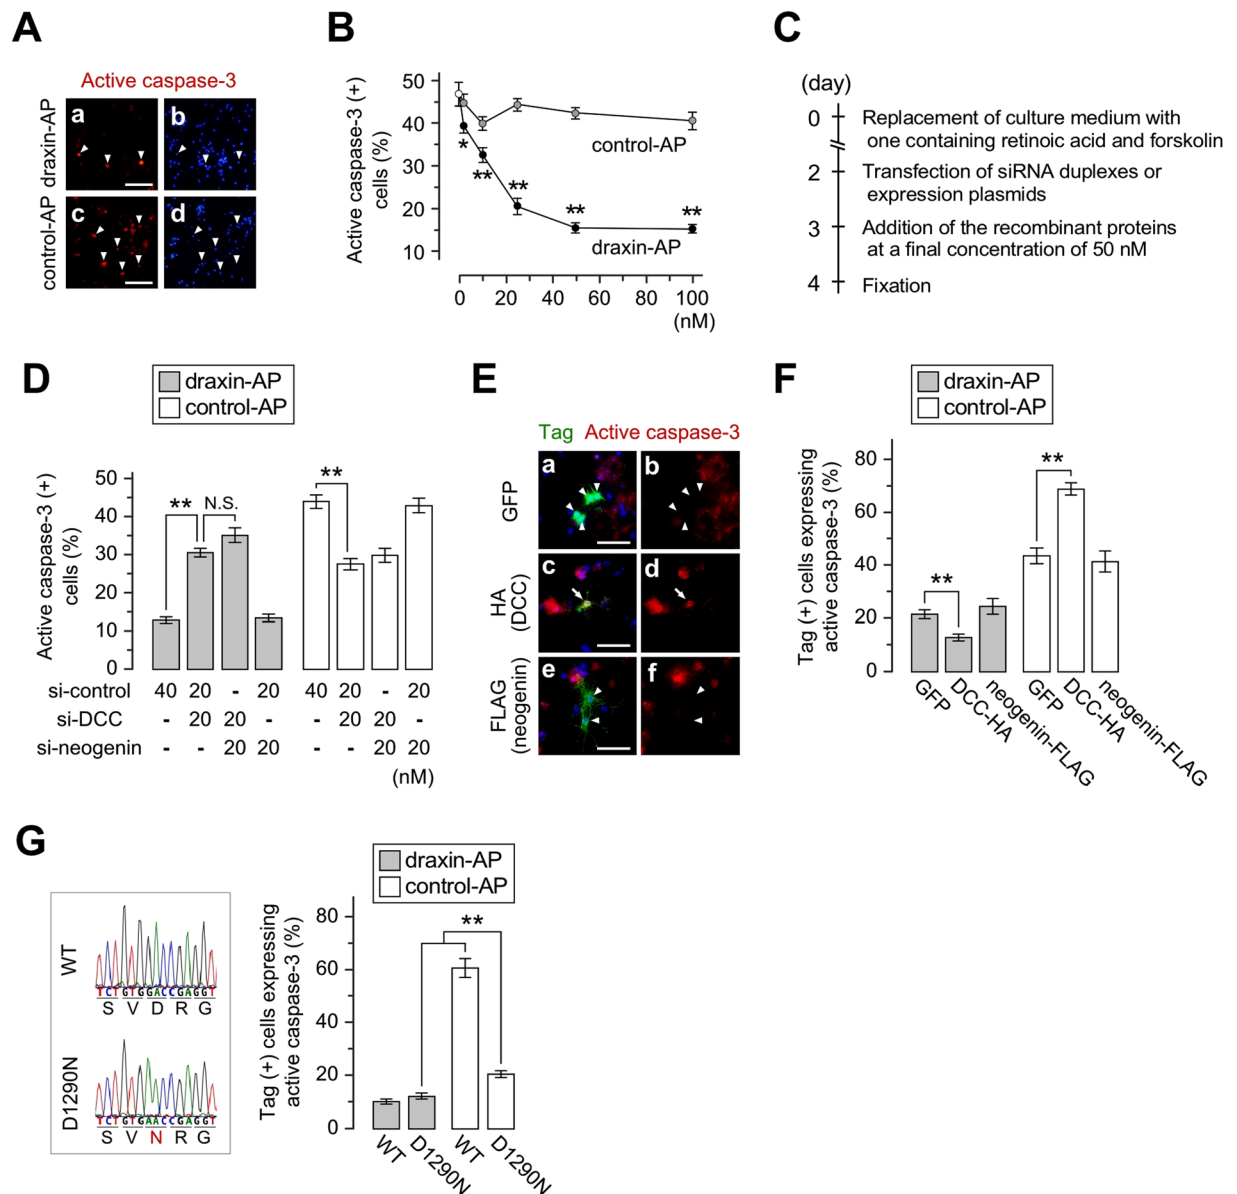 A
Active caspase-3
draxin-AP
control-AP
a
b
c
d
B
Active caspase-3 (+)
cells (%)
50
40
30
20
10
control-AP
draxin-AP
*
**
**
**
**
0 20 40 60 80 100
(nM)
C
(day)
0 Replacement of culture medium with
one containing retinoic acid and forskolin
2 Transfection of siRNA duplexes or
expression plasmids
3 Addition of the recombinant proteins
at a final concentration of 50 nM
4 Fixation
D
draxin-AP
control-AP
Active caspase-3 (+)
cells (%)
50
40
30
20
10
0
**
N.S.
**
si-control 40 20 - 20 40 20 - 20
si-DCC - 20 20 - - 20 20 -
si-neogenin - - 20 20 - - 20 20
(nM)
E
Tag Active caspase-3
GFP
HA
(DCC)
FLAG
(neogenin)
a
b
c
d
e
f
F
draxin-AP
control-AP
Tag (+) cells expressing
active caspase-3 (%)
80
60
40
20
0
**
**
GFP
DCC-HA
neogenin-FLAG
GFP
DCC-HA
neogenin-FLAG
G
WT
TCTGTGGACCGAGGT
S V D R G
D1290N
TCTGTGAACCGAGGT
S V N R G
draxin-AP
control-AP
Tag (+) cells expressing
active caspase-3 (%)
80
60
40
20
0
**
WT
D1290N
WT
D1290N